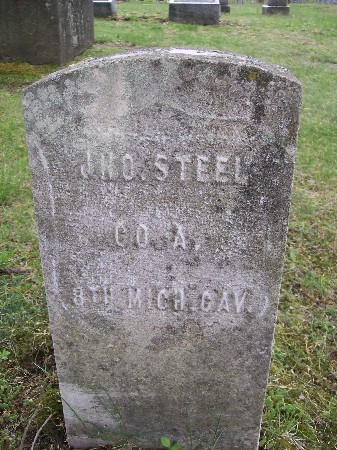 JNO. STEEL
CO. A.
8TH MICH. CAV.